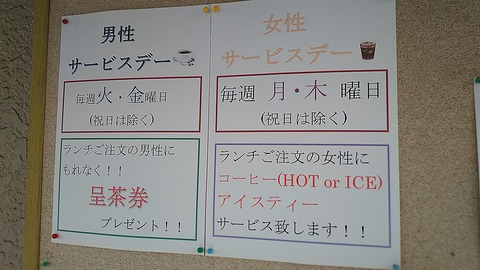 男性
サービスデー
毎週火・金曜日
(祝日は除く)
ランチご注文の男性に
もれなく！！
呈茶券
プレゼント！！
女性
サービスデー
毎週 月・木 曜日
(祝日は除く)
ランチご注文の女性に
コーヒー(HOT or ICE)
アイスティー
サービス致します！！